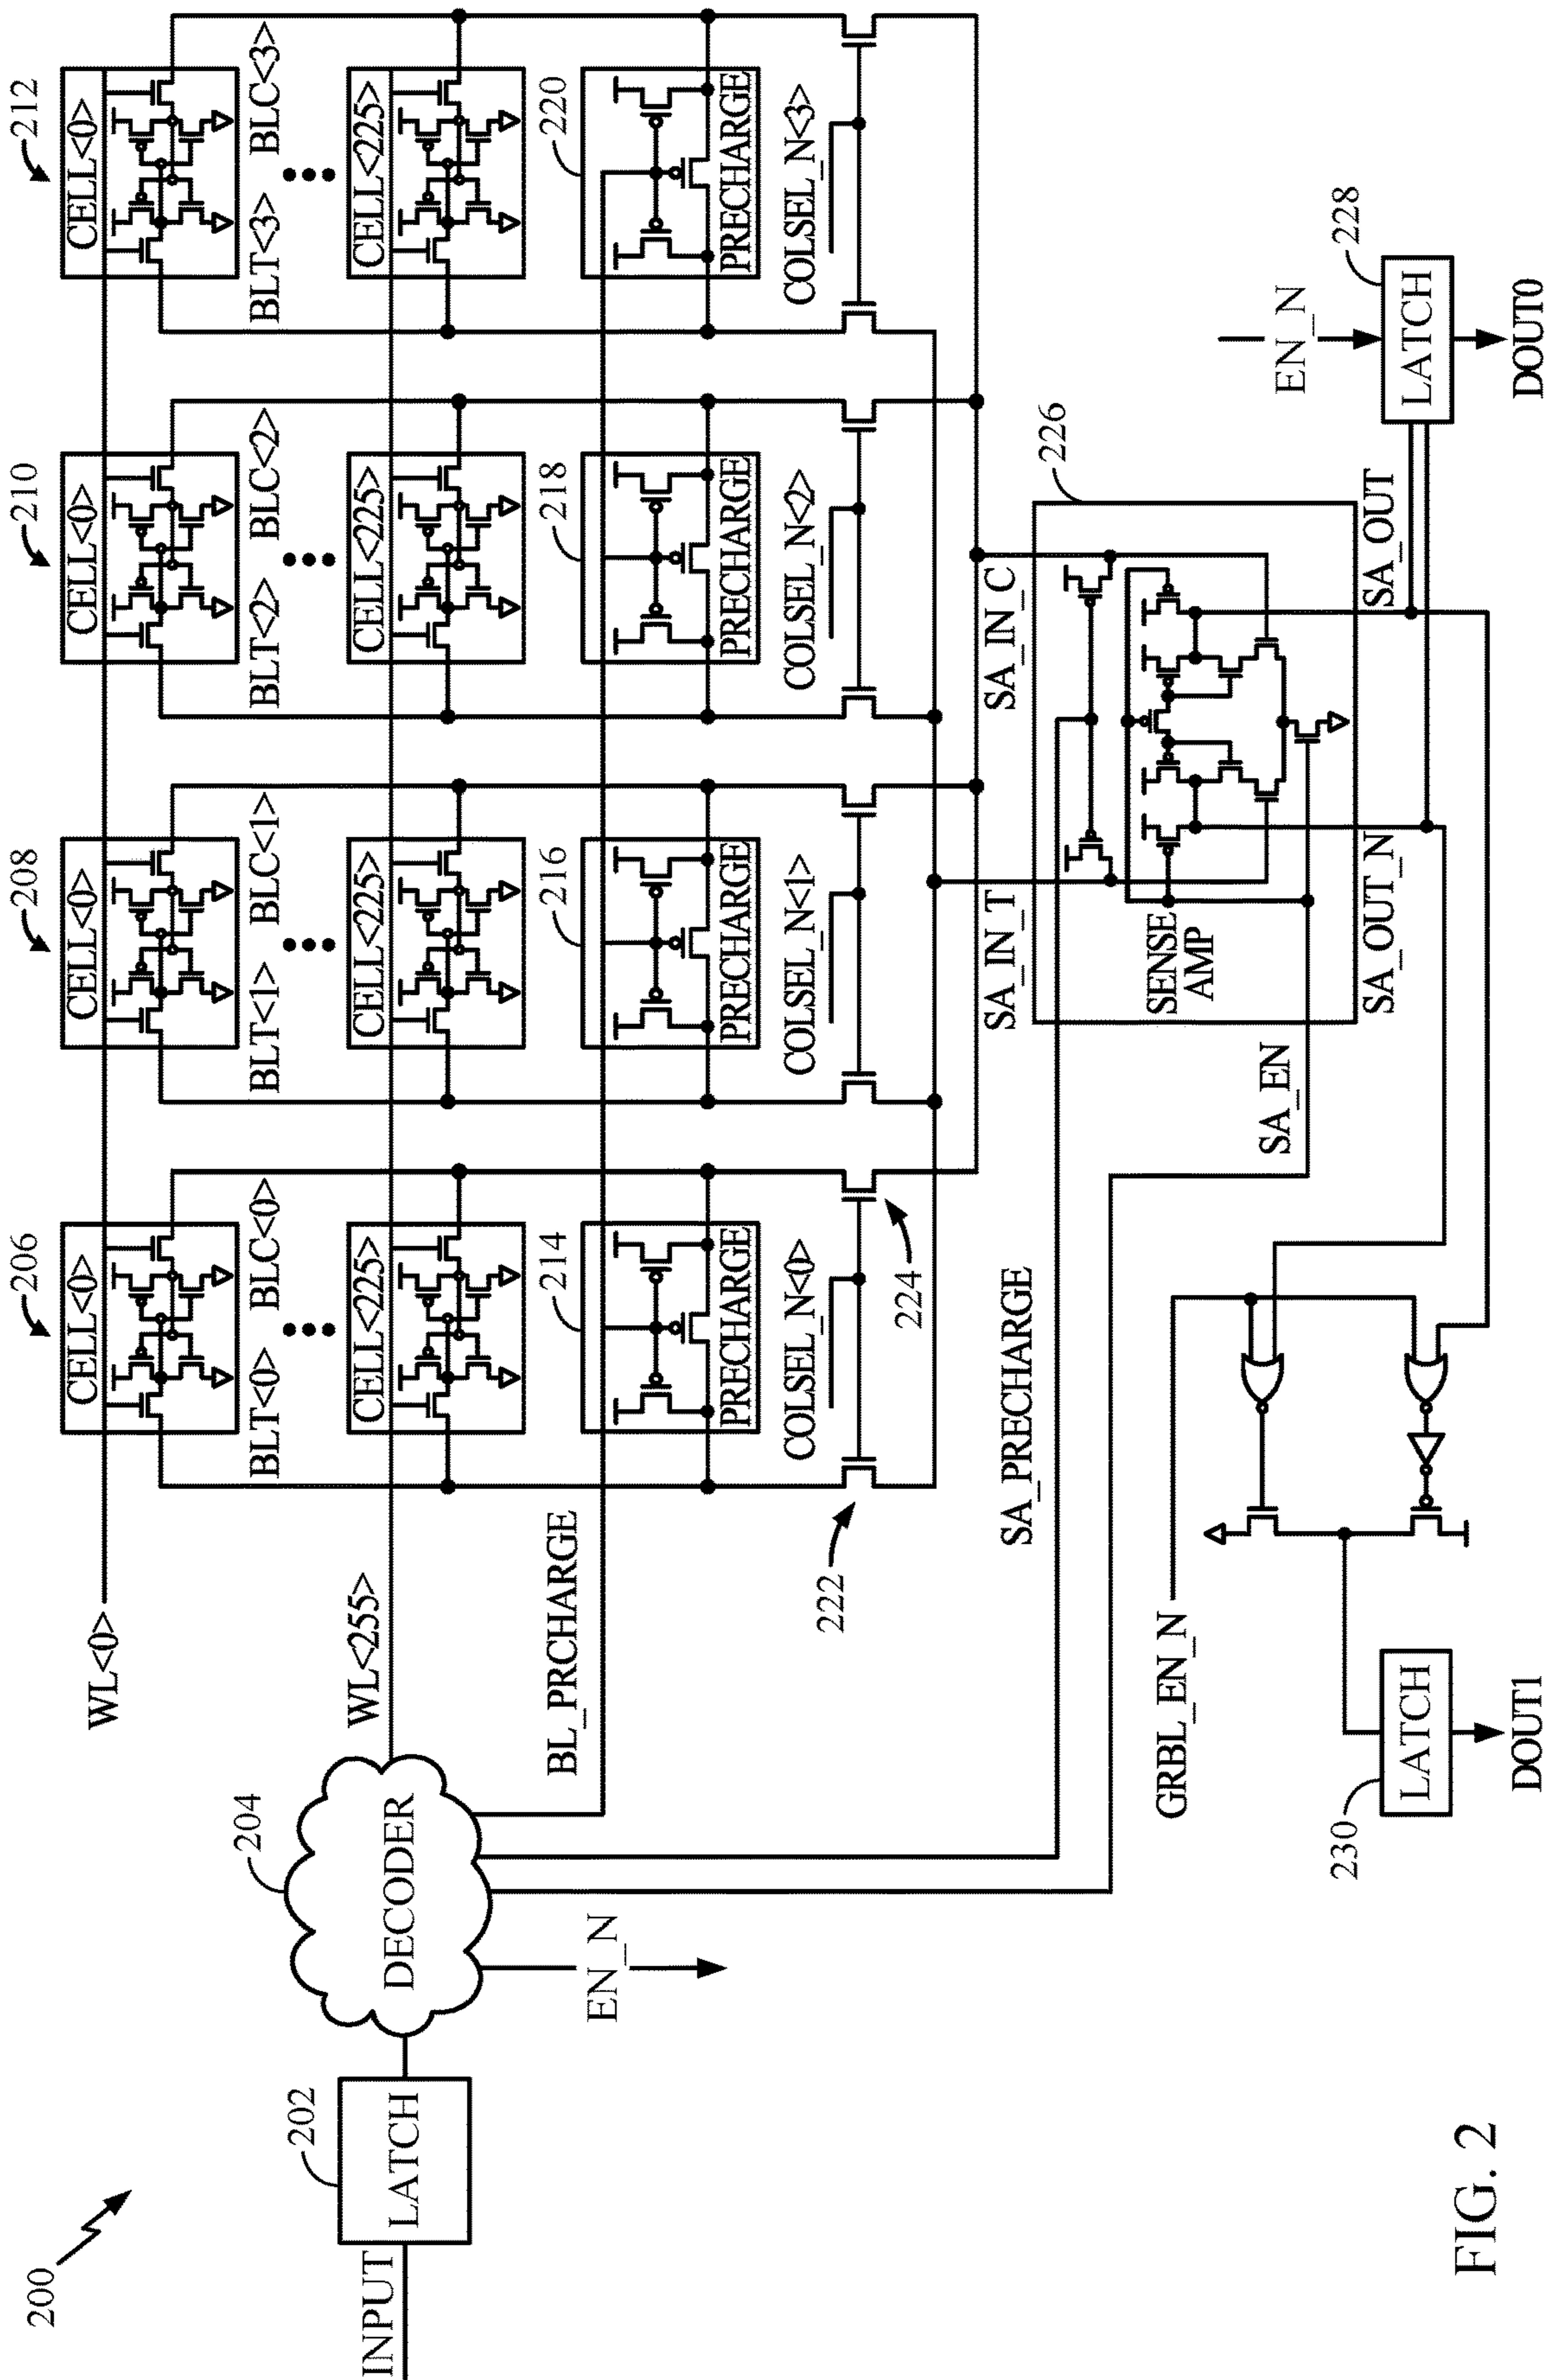 200
INPUT
202
LATCH
204
DECODER
EN_N
WL<0>
WL<255>
BL_PRCHARGE
206
CELL<0>
BLT<0>
BLC<0>
CELL<225>
214
PRECHARGE
COLSEL_N<0>
222
224
208
CELL<0>
BLT<1>
BLC<1>
CELL<225>
216
PRECHARGE
COLSEL_N<1>
210
CELL<0>
BLT<2>
BLC<2>
CELL<225>
218
PRECHARGE
COLSEL_N<2>
212
CELL<0>
BLT<3>
BLC<3>
CELL<225>
220
PRECHARGE
COLSEL_N<3>
SA_PRECHARGE
SA_IN_T
SA_IN_C
226
SENSE
AMP
SA_EN
SA_OUT_N
SA_OUT
EN_N
228
LATCH
DOUT0
GRBL_EN_N
230
LATCH
DOUT1
FIG. 2